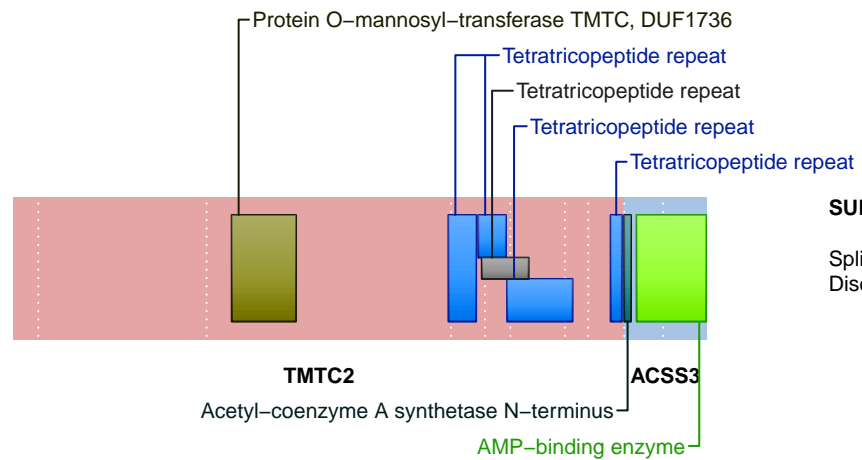 Protein O−mannosyl−transferase TMTC, DUF1736
Tetratricopeptide repeat
Tetratricopeptide repeat
Tetratricopeptide repeat
Tetratricopeptide repeat
TMTC2
ACSS3
Acetyl−coenzyme A synthetase N−terminus
AMP−binding enzyme